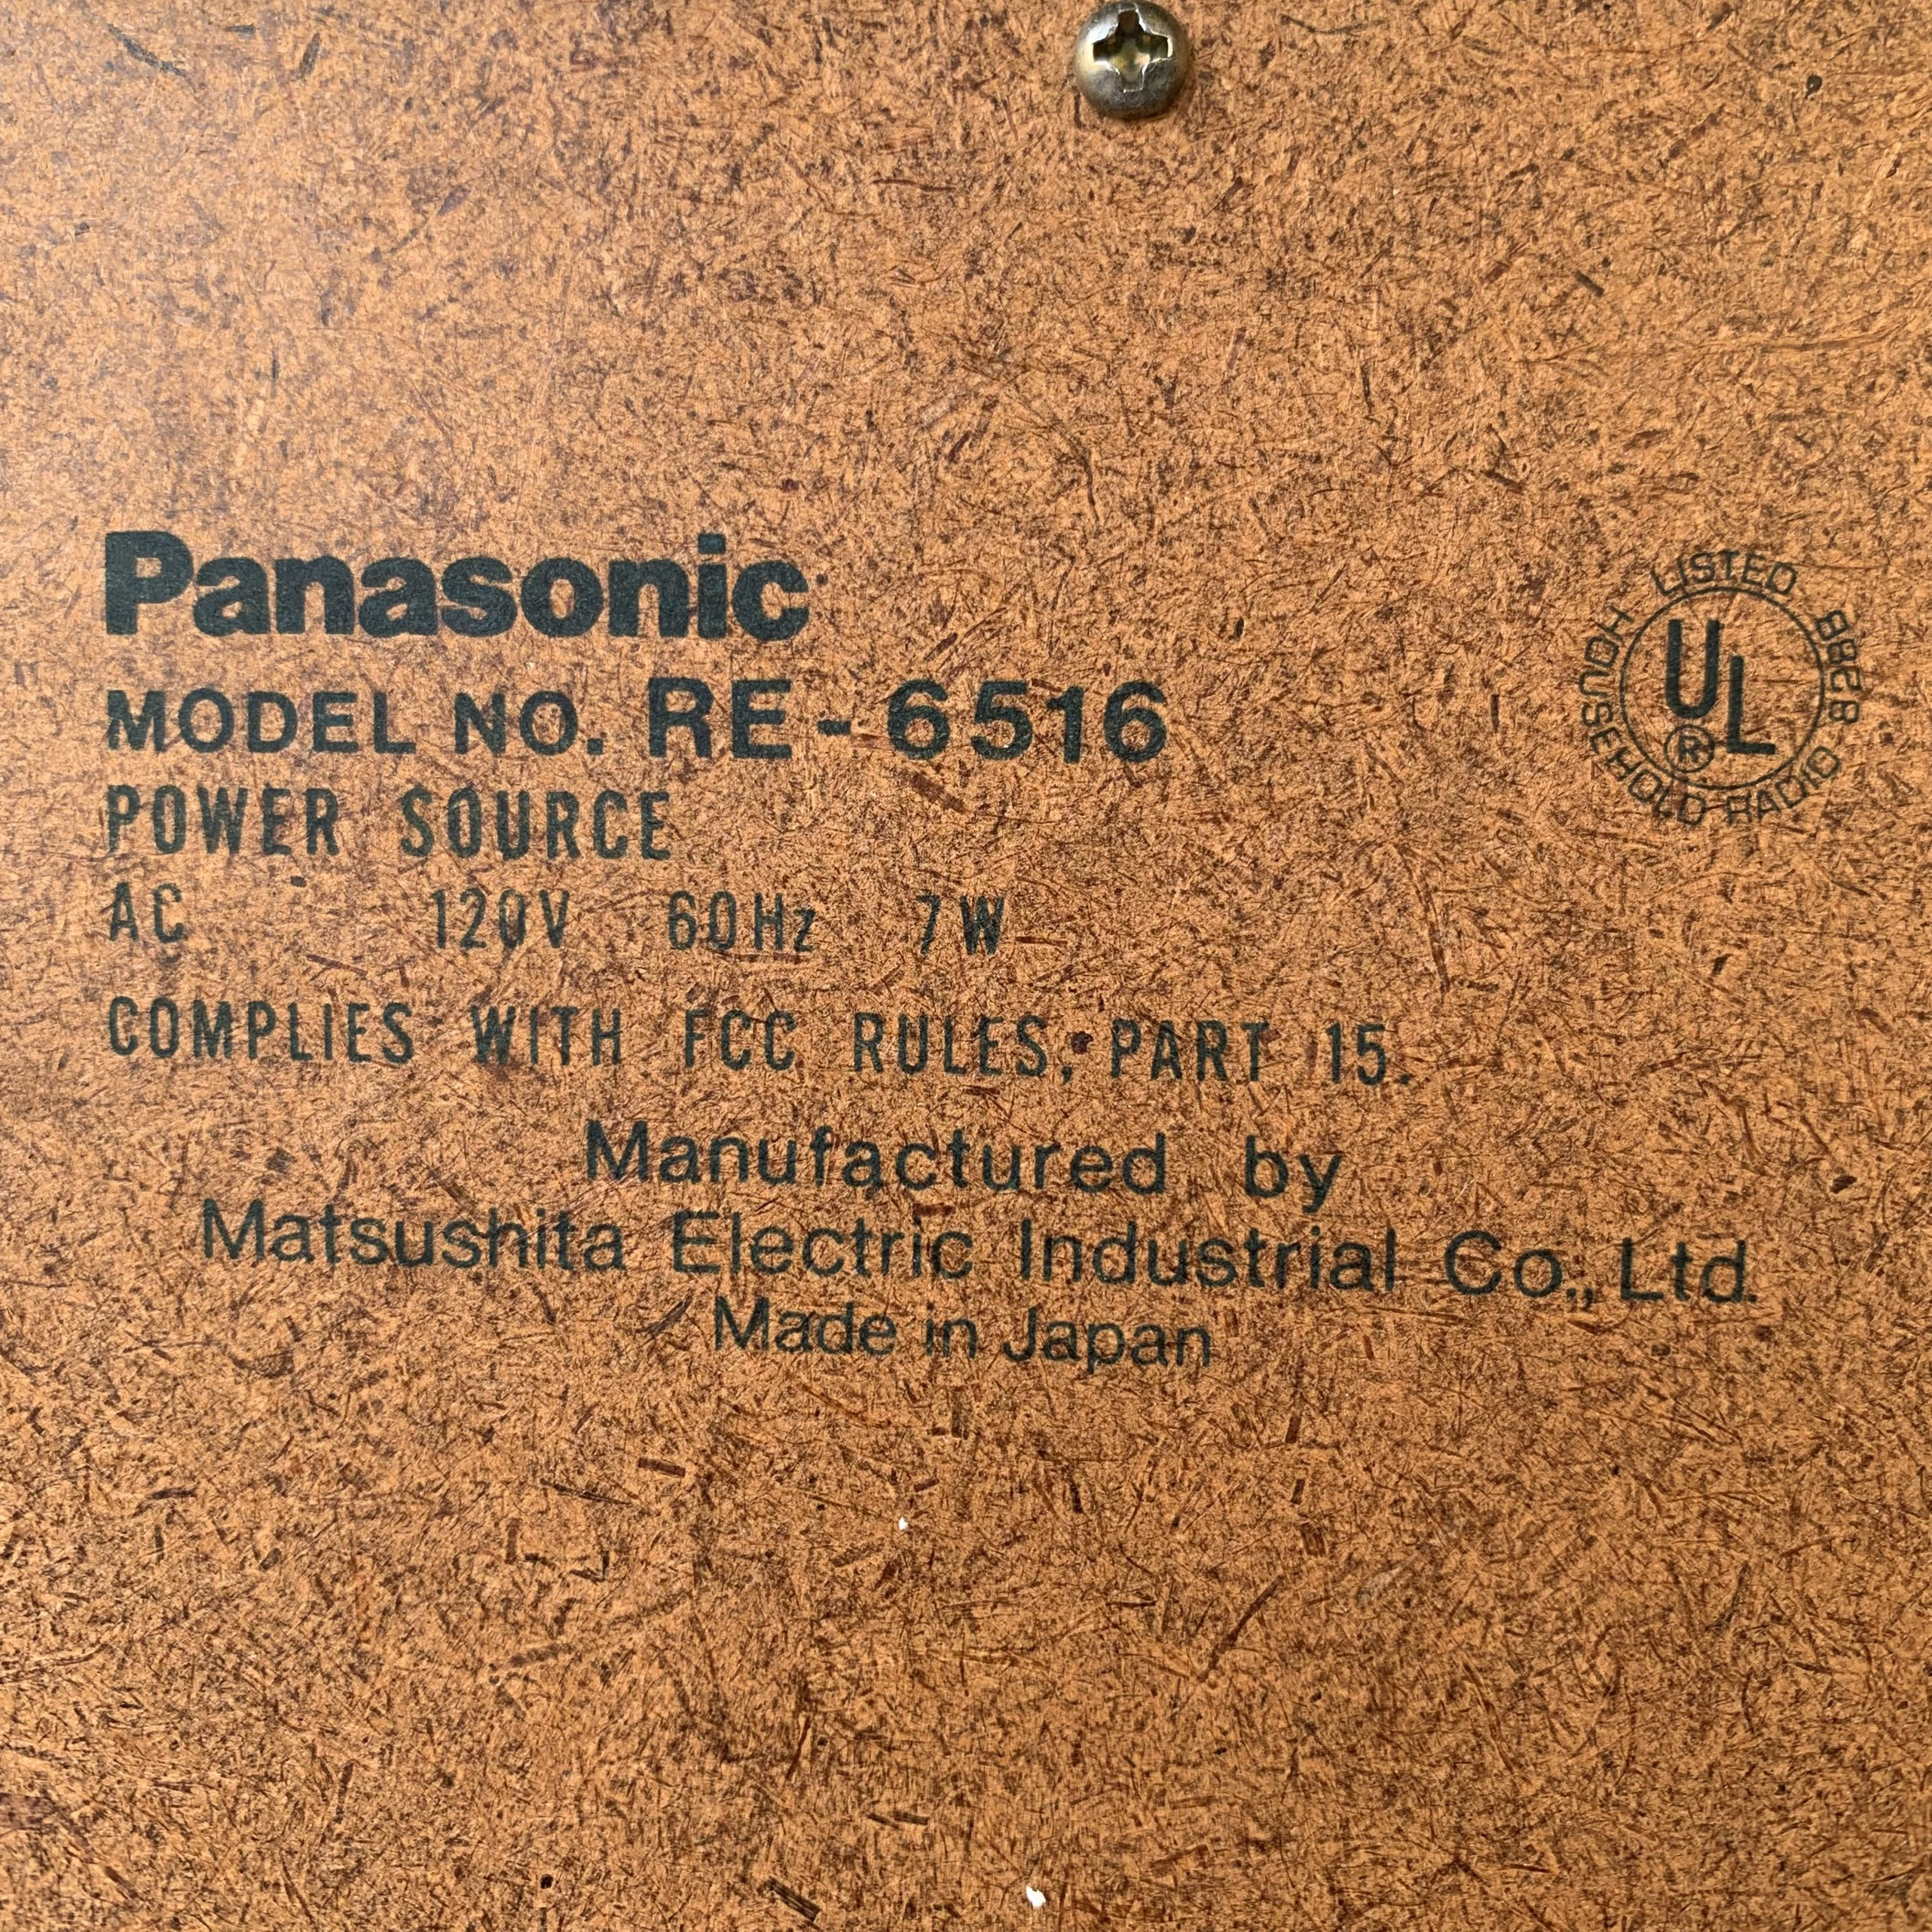 Panasonic
MODEL NO. RE-6516
POWER SOURCE
AC 120V 60Hz 7W
COMPLIES WITH FCC RULES, PART 15.
Manufactured by
Matsushita Electric Industrial Co., Ltd.
Made in Japan
LISTED 882B
UL
®
HOUSEHOLD RADIO